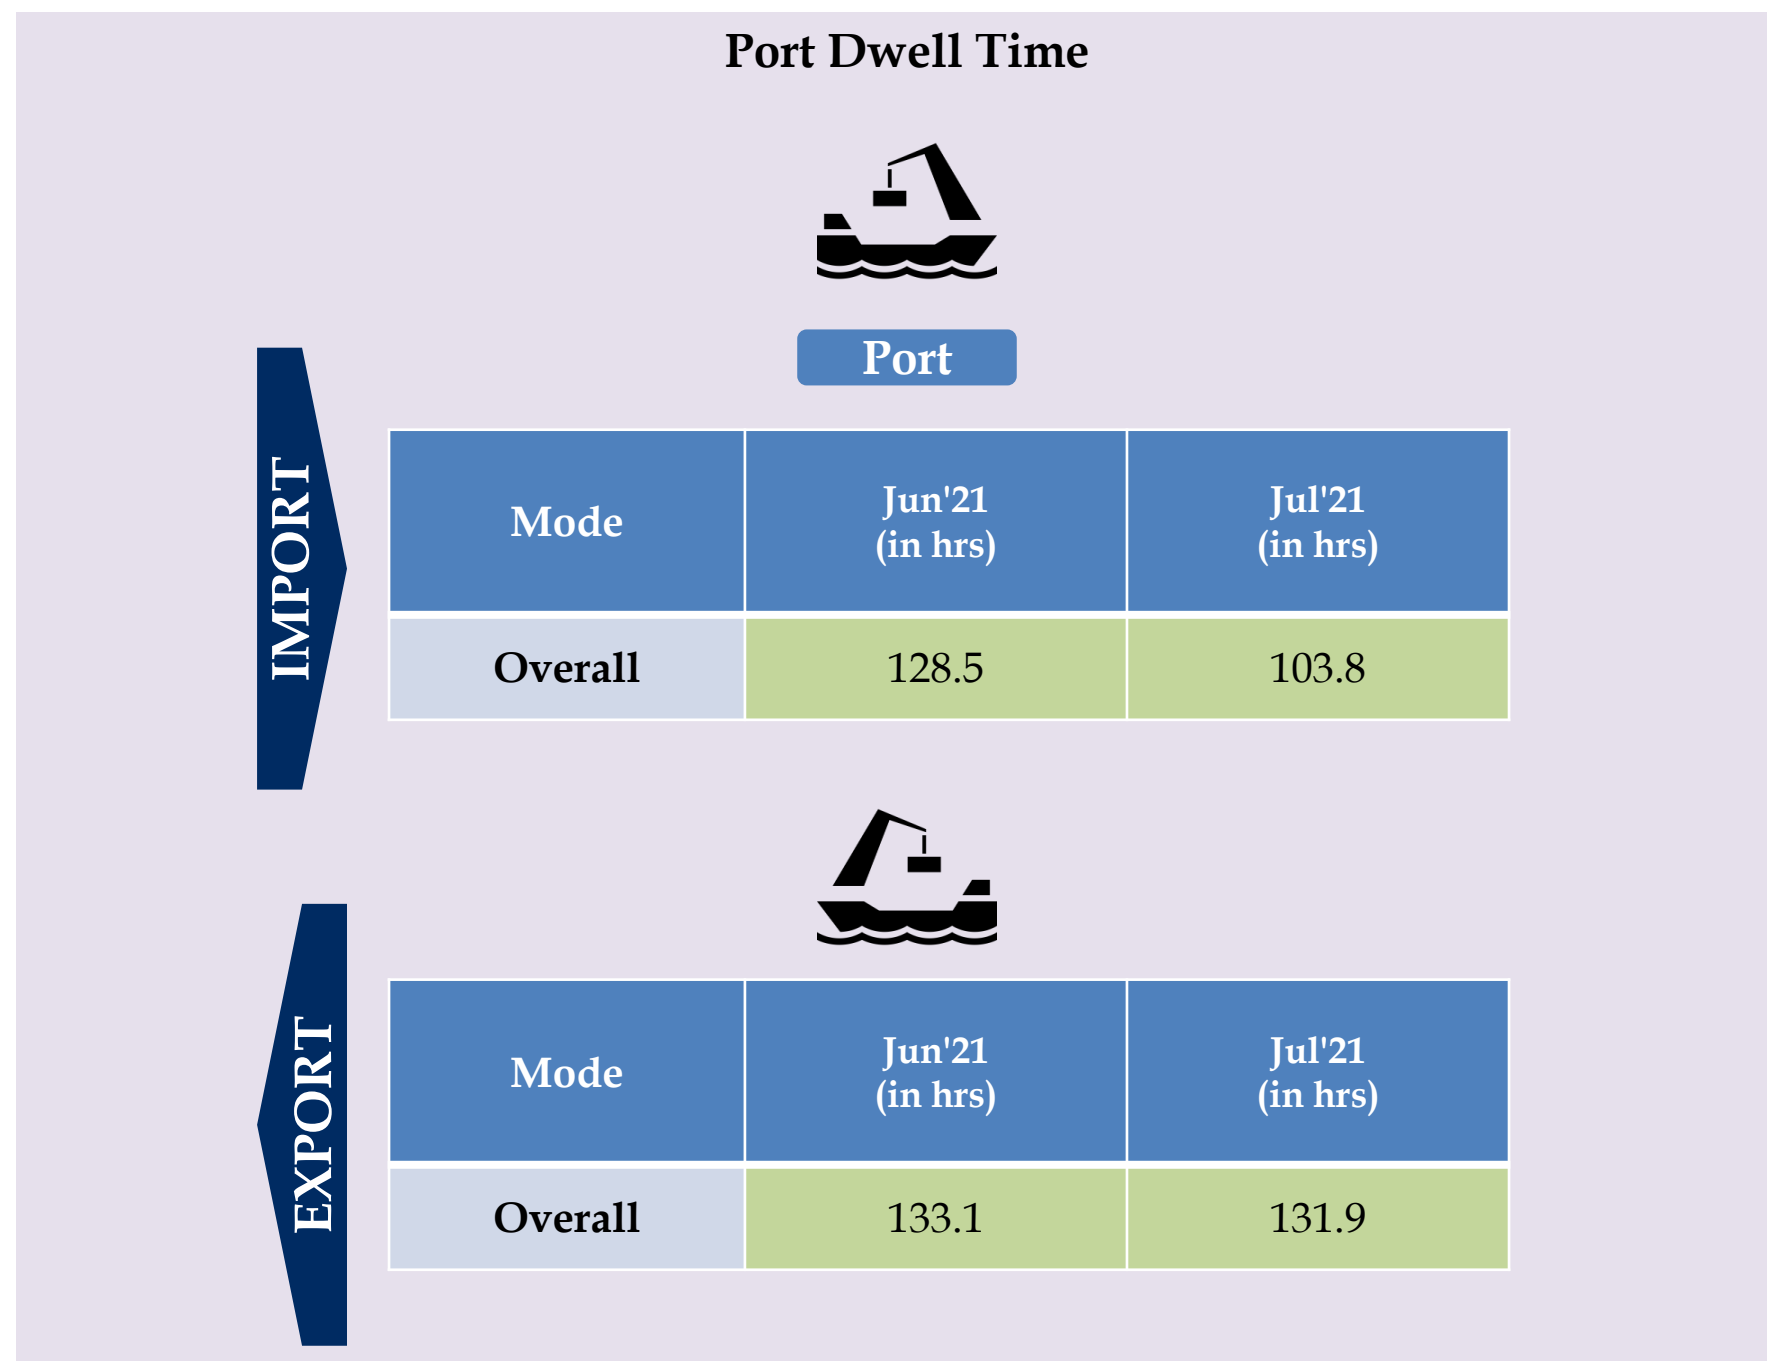 Port Dwell Time
Port
IMPORT
Mode
Jun'21
(in hrs)
Jul'21
(in hrs)
Overall
128.5
103.8
EXPORT
Mode
Jun'21
(in hrs)
Jul'21
(in hrs)
Overall
133.1
131.9